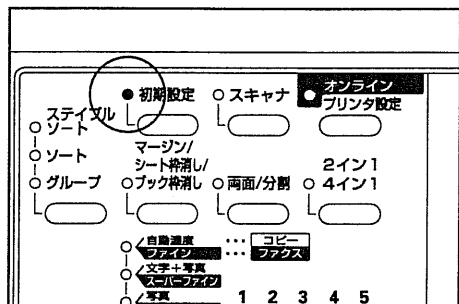 初期設定
スキャナ
オンライン
プリンタ設定
ステイプル
ソート
ソート
グループ
マージン/
シート枠消し/
ブック枠消し
両面/分割
2イン1
4イン1
自動濃度 … コピー
ファイン … ファクス
文字+写真
スーパーファイン
写真
1 2 3 4 5